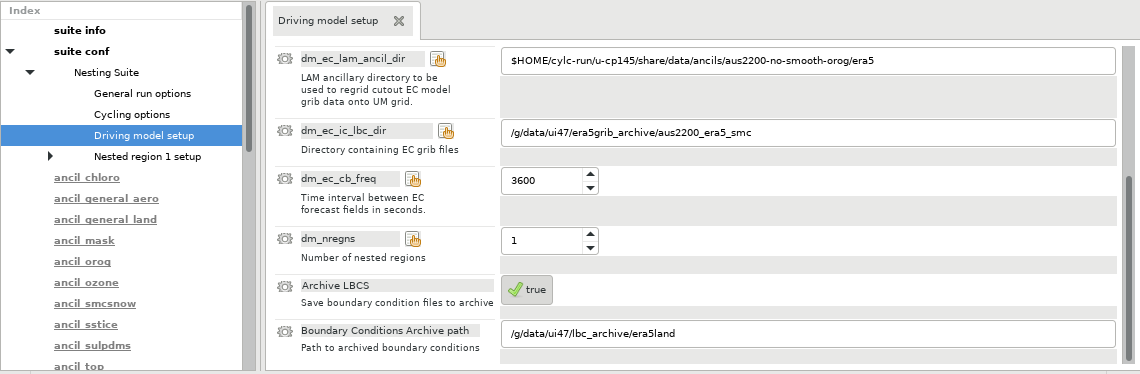 Index
suite info
suite conf
Nesting Suite
General run options
Cycling options
Driving model setup
Nested region 1 setup
ancil chloro
ancil general aero
ancil general land
ancil mask
ancil orog
ancil ozone
ancil smcsnow
ancil sstice
ancil sulpdms
ancil top
Driving model setup
dm_ec_lam_ancil_dir
LAM ancillary directory to be
used to regrid cutout EC model
grib data onto UM grid.
$HOME/cylc-run/u-cp145/share/data/ancils/aus2200-no-smooth-orog/era5
dm_ec_ic_lbc_dir
Directory containing EC grib files
/g/data/ui47/era5grib_archive/aus2200_era5_smc
dm_ec_cb_freq
Time interval between EC
forecast fields in seconds.
3600
dm_nregns
Number of nested regions
1
Archive LBCS
Save boundary condition files to archive
true
Boundary Conditions Archive path
Path to archived boundary conditions
/g/data/ui47/lbc_archive/era5land